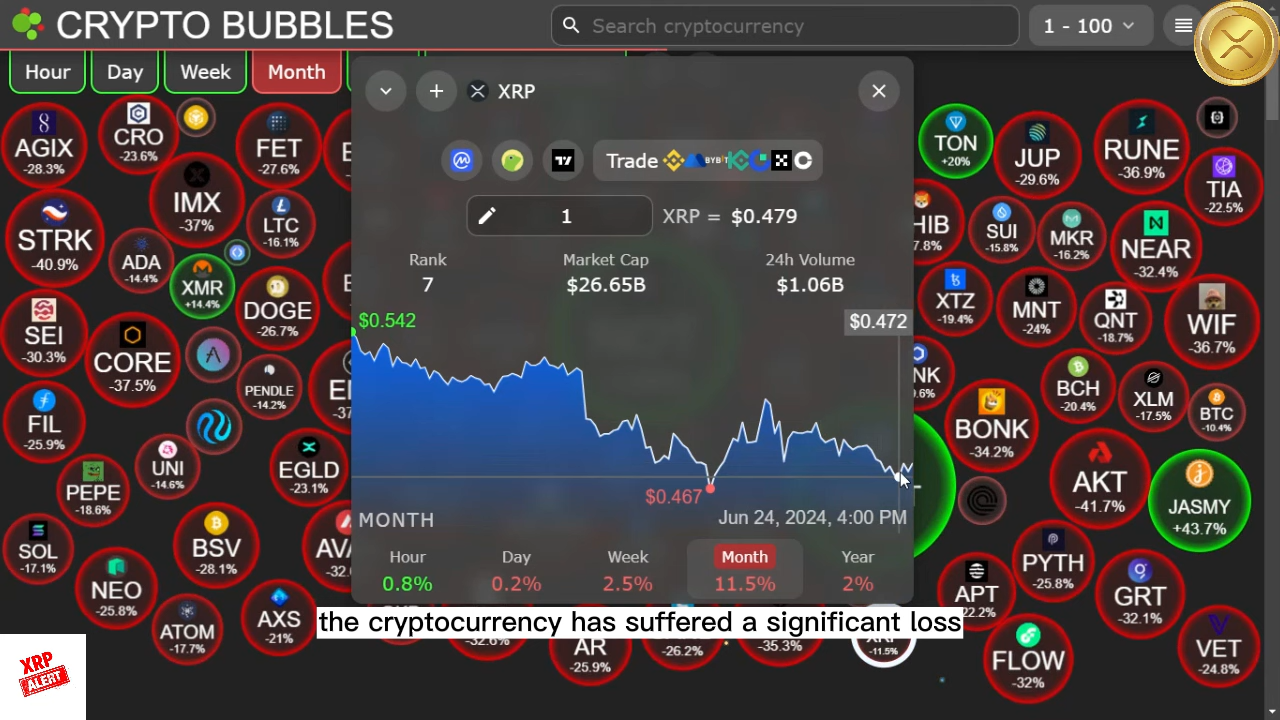 CRYPTO BUBBLES
Search cryptocurrency
1 - 100
Hour
Day
Week
Month
XRP
Trade
BYBIT
1
XRP = $0.479
Rank
7
Market Cap
$26.65B
24h Volume
$1.06B
$0.542
$0.472
$0.467
MONTH
Jun 24, 2024, 4:00 PM
Hour
0.8%
Day
0.2%
Week
2.5%
Month
11.5%
Year
2%
the cryptocurrency has suffered a significant loss
AGIX
-28.3%
CRO
-23.6%
FET
-27.6%
IMX
-37%
LTC
-16.1%
STRK
-40.9%
ADA
-14.4%
XMR
+14.4%
DOGE
-26.7%
SEI
-30.3%
CORE
-37.5%
PENDLE
-14.2%
FIL
-25.9%
UNI
-14.6%
EGLD
-23.1%
PEPE
-18.6%
SOL
-17.1%
BSV
-28.1%
NEO
-25.8%
ATOM
-17.7%
AXS
-21%
TON
+20%
JUP
-29.6%
RUNE
-36.9%
TIA
-22.5%
SUI
-15.8%
MKR
-16.2%
NEAR
-32.4%
XTZ
-19.4%
MNT
-24%
QNT
-18.7%
WIF
-36.7%
BCH
-20.4%
XLM
-17.5%
BTC
-10.4%
BONK
-34.2%
AKT
-41.7%
JASMY
+43.7%
PYTH
-25.8%
APT
22.2%
GRT
-32.1%
FLOW
-32%
VET
-24.8%
-32.6%
AR
-25.9%
-26.2%
-35.3%
-11.5%
XRP
ALERT